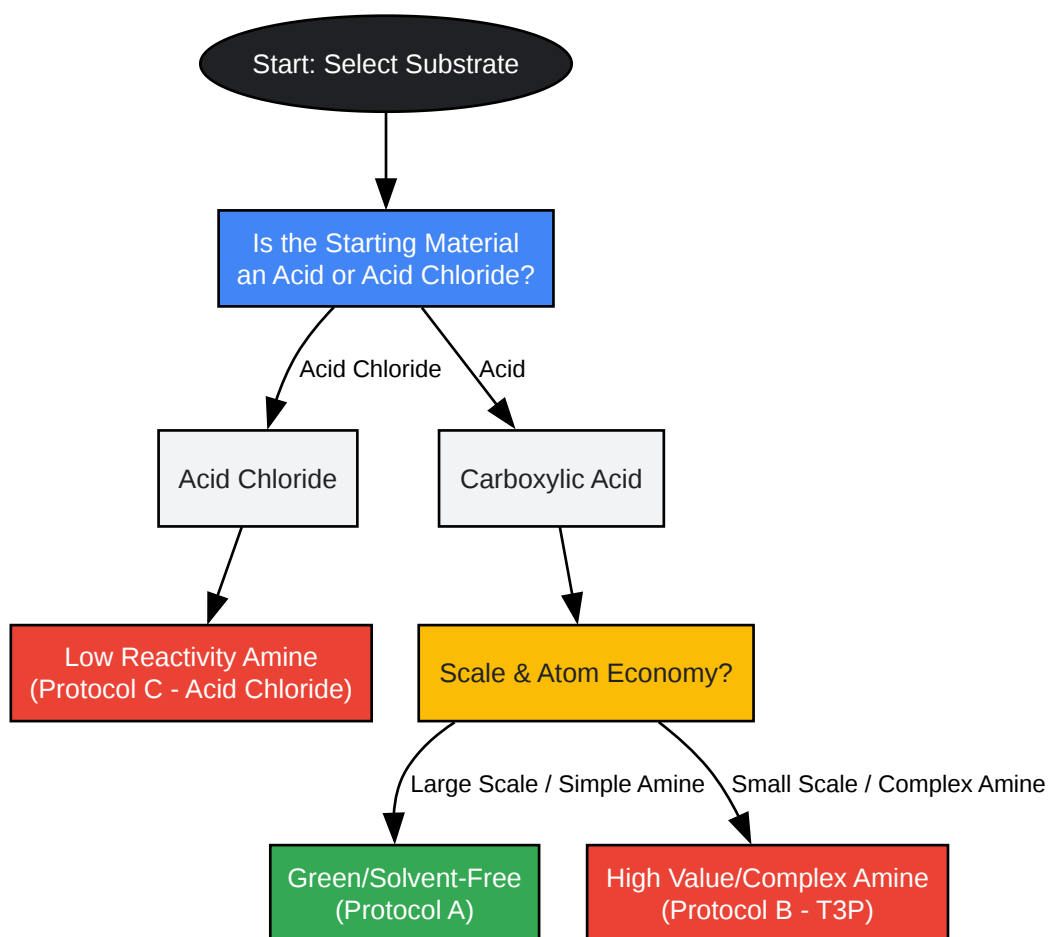 Start: Select Substrate
Is the Starting Material
an Acid or Acid Chloride?
Acid Chloride
Acid
Acid Chloride
Carboxylic Acid
Low Reactivity Amine
(Protocol C - Acid Chloride)
Scale & Atom Economy?
Large Scale / Simple Amine
Small Scale / Complex Amine
Green/Solvent-Free
(Protocol A)
High Value/Complex Amine
(Protocol B - T3P)